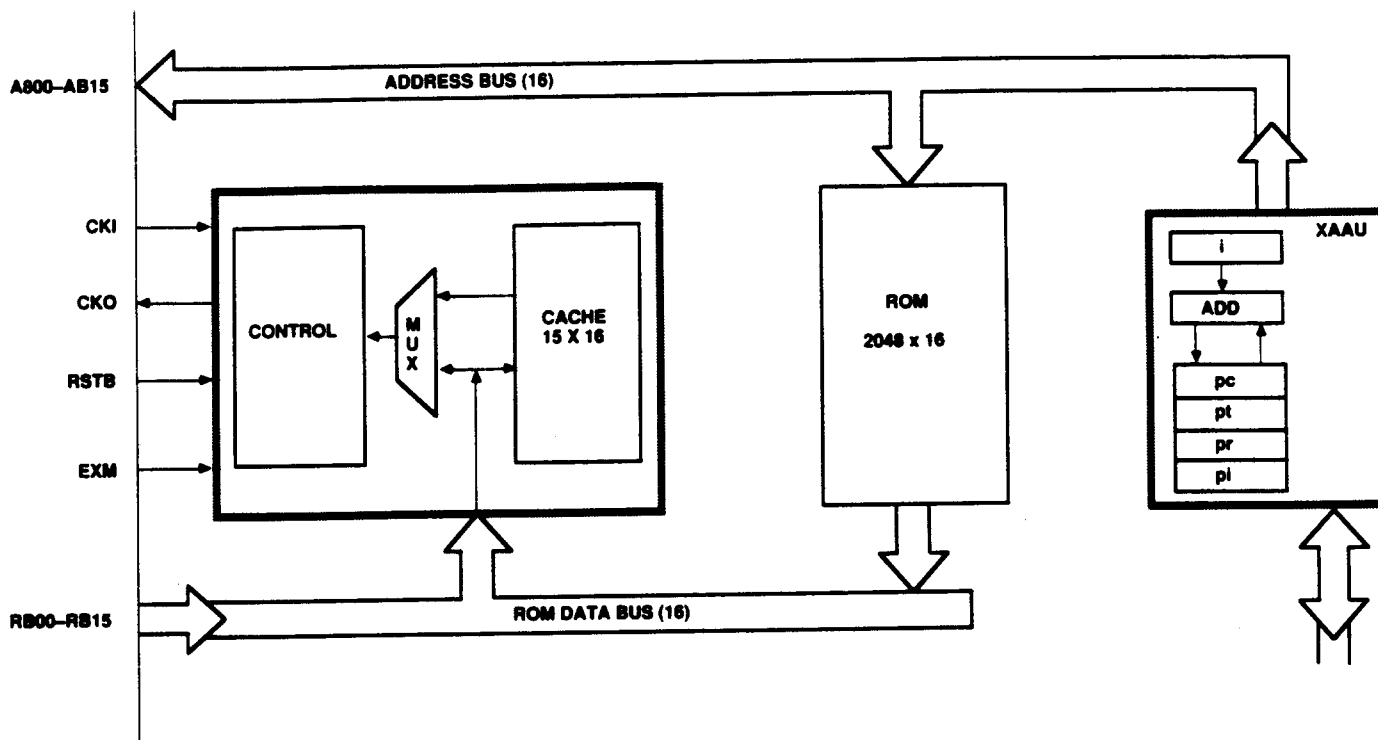 A800–AB15
ADDRESS BUS (16)
XAAU
CKI
i
CKO
ADD
CONTROL
MUX
CACHE
15 X 16
ROM
2048 x 16
RSTB
pc
pt
pr
pi
EXM
RB00–RB15
ROM DATA BUS (16)